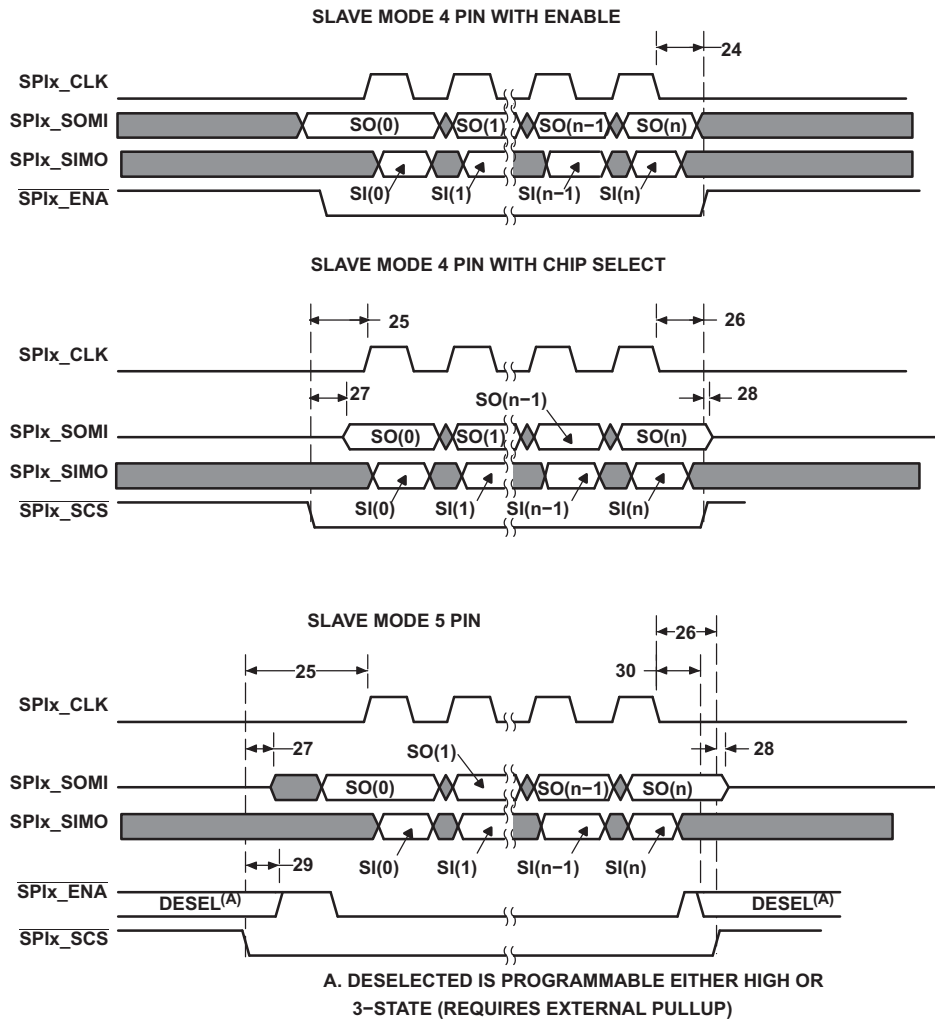 SLAVE MODE 4 PIN WITH ENABLE
24
SPIx_CLK
SPIx_SOMI SO(0) SO(1) SO(n−1 SO(n)
SPIx_SIMO
SPIx_ENA SI(0) SI(1) SI(n−1) SI(n)
SLAVE MODE 4 PIN WITH CHIP SELECT
25 26
SPIx_CLK
27 SO(n−1) 28
SPIx_SOMI SO(0) SO(1) SO(n)
SPIx_SIMO
SPIx_SCS SI(0) SI(1) SI(n−1) SI(n)
SLAVE MODE 5 PIN
26
25 30
SPIx_CLK
27 SO(1) 28
SPIx_SOMI SO(0) SO(n−1) SO(n)
SPIx_SIMO
29 SI(0) SI(1) SI(n−1) SI(n)
SPIx_ENA
DESEL(A) DESEL(A)
SPIx_SCS
A. DESELECTED IS PROGRAMMABLE EITHER HIGH OR
3−STATE (REQUIRES EXTERNAL PULLUP)